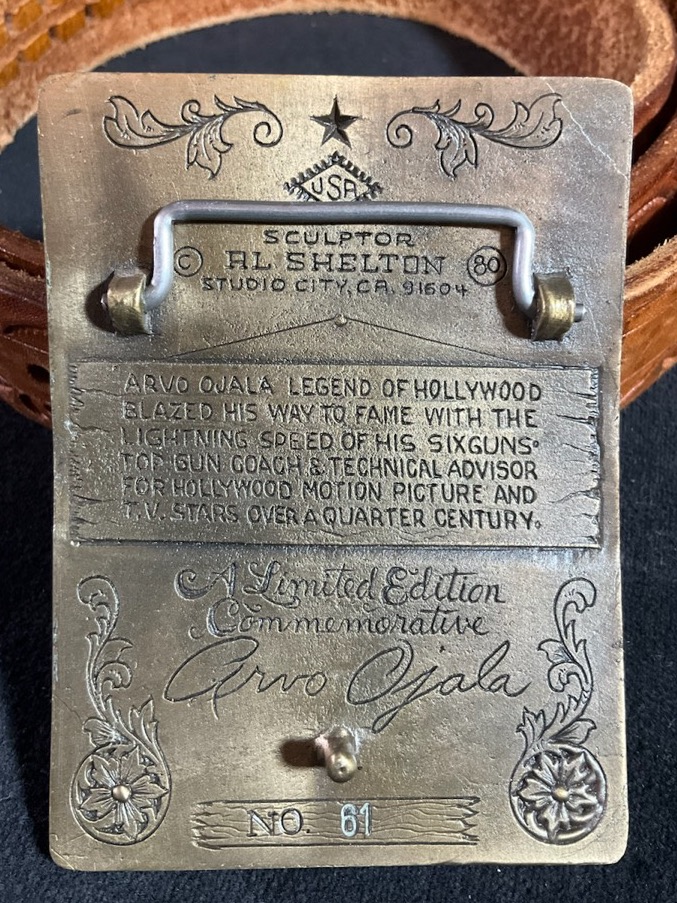 USA
SCULPTOR
© AL SHELTON 80
STUDIO CITY, CA. 91604
ARVO OJALA LEGEND OF HOLLYWOOD
BLAZED HIS WAY TO FAME WITH THE
LIGHTNING SPEED OF HIS SIXGUNS.
TOP GUN COACH & TECHNICAL ADVISOR
FOR HOLLYWOOD MOTION PICTURE AND
T.V. STARS OVER A QUARTER CENTURY.
A Limited Edition
Commemorative
Arvo Ojala
NO. 61